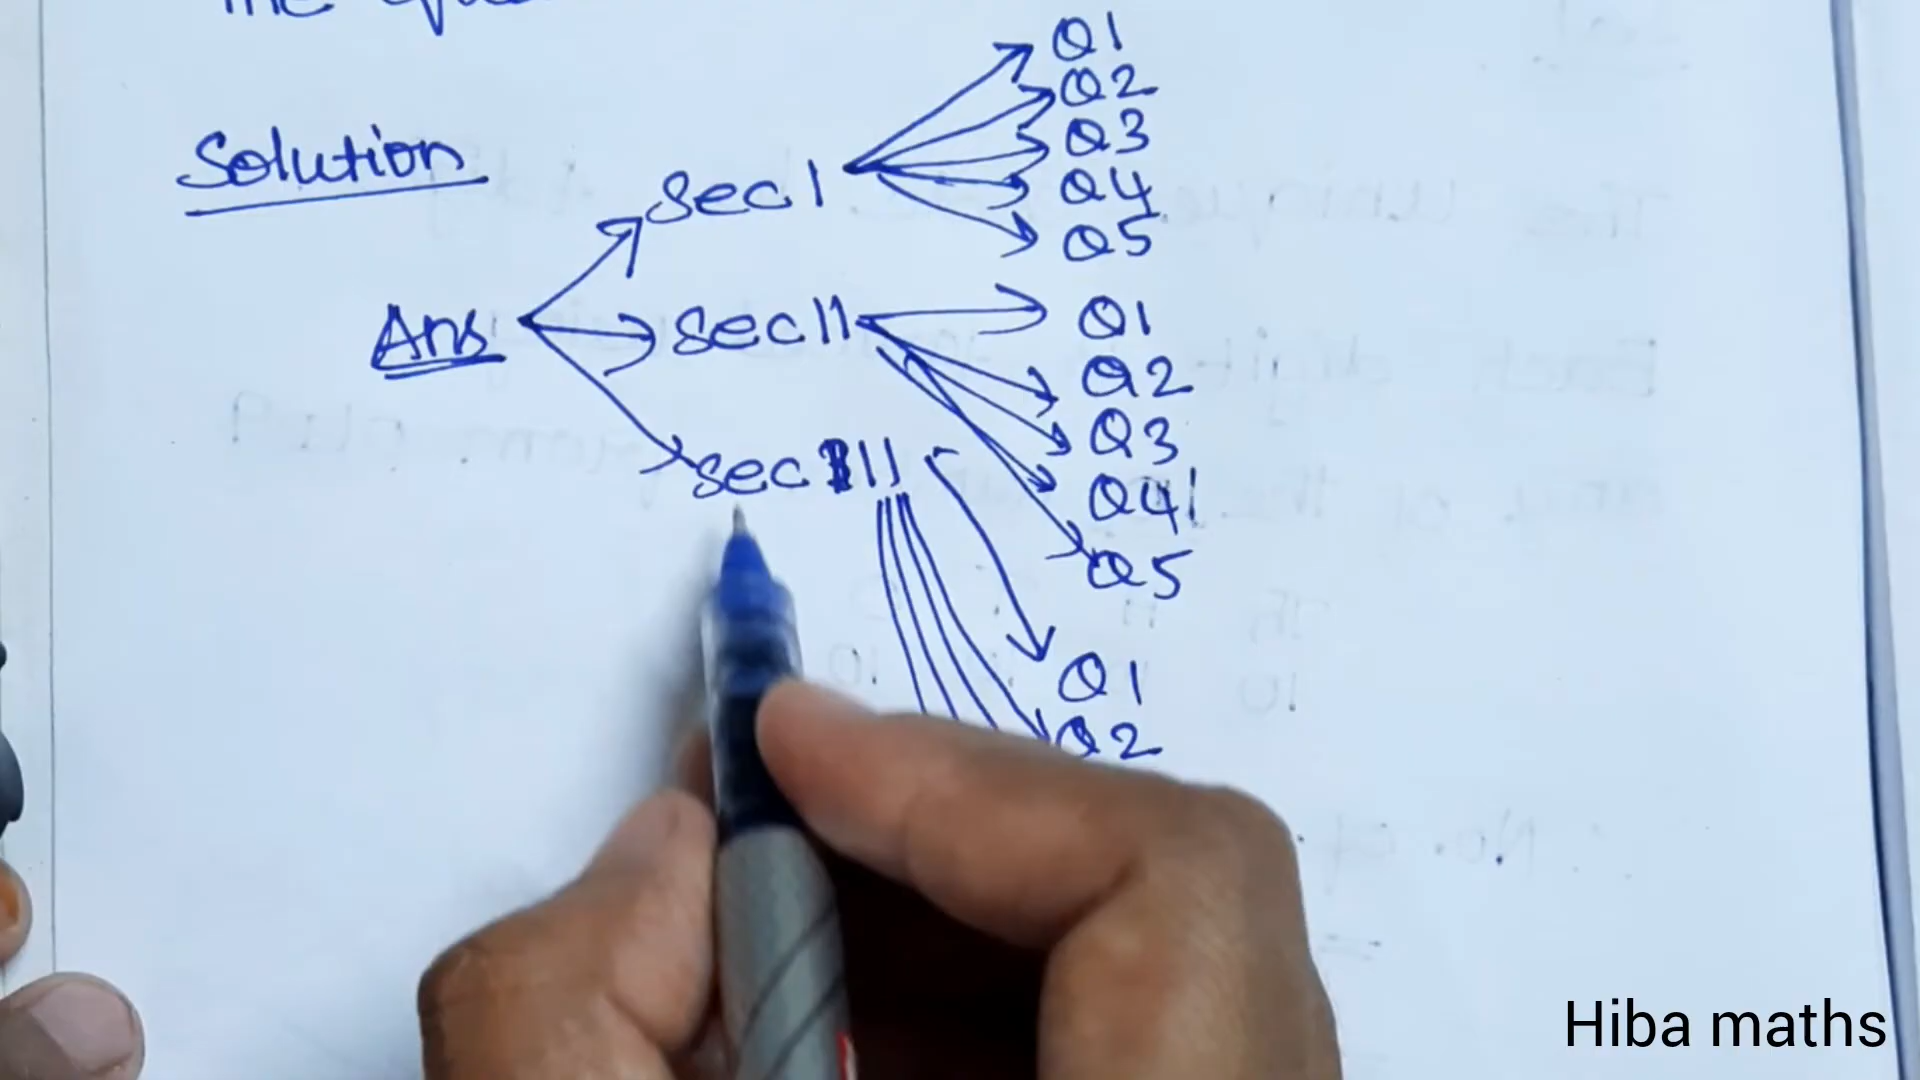 The
Solution
Ans
Sec I
Q1
Q2
Q3
Q4
Q5
Sec II
Q1
Q2
Q3
Q4
Q5
Sec III
Q1
Q2
Hiba maths